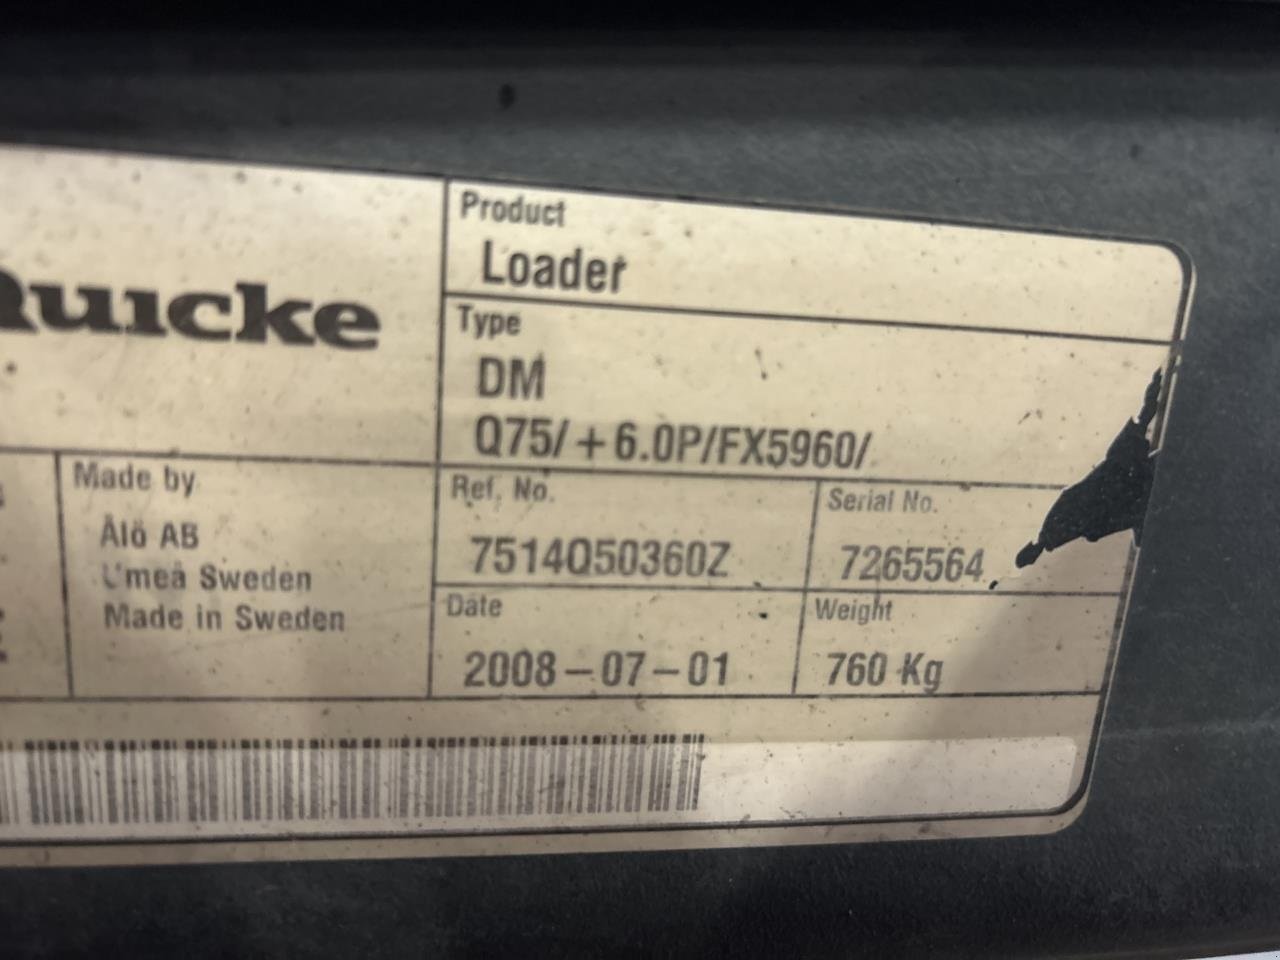 Quicke
Product
Loader
Type
DM
Q75/+6.0P/FX5960/
Made by
Ålö AB
Umeå Sweden
Made in Sweden
Ref. No.
7514Q50360Z
Serial No.
7265564
Date
2008-07-01
Weight
760 Kg